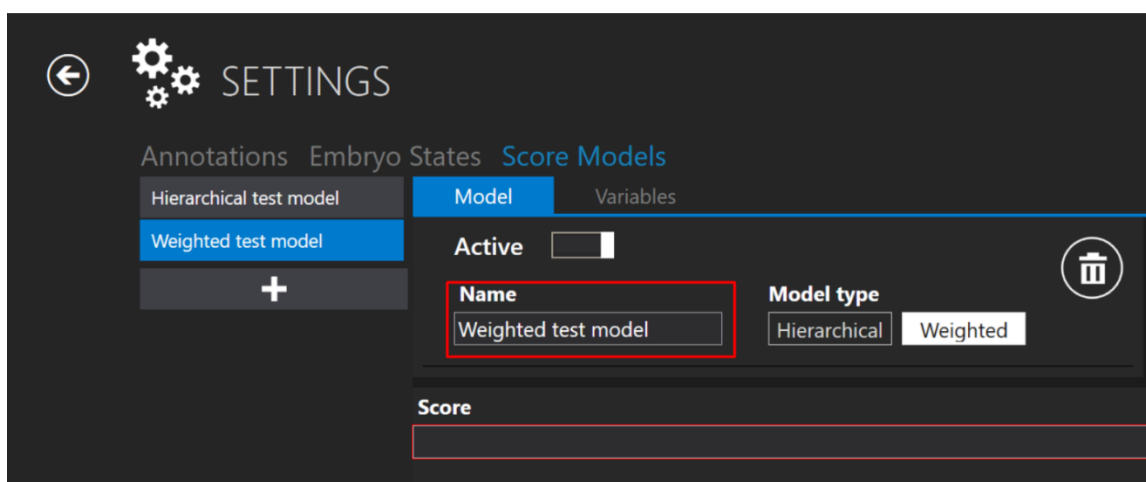 SETTINGS
Annotations Embryo States Score Models
Hierarchical test model
Weighted test model
Model Variables
Active
Name
Weighted test model
Model type
Hierarchical Weighted
Score